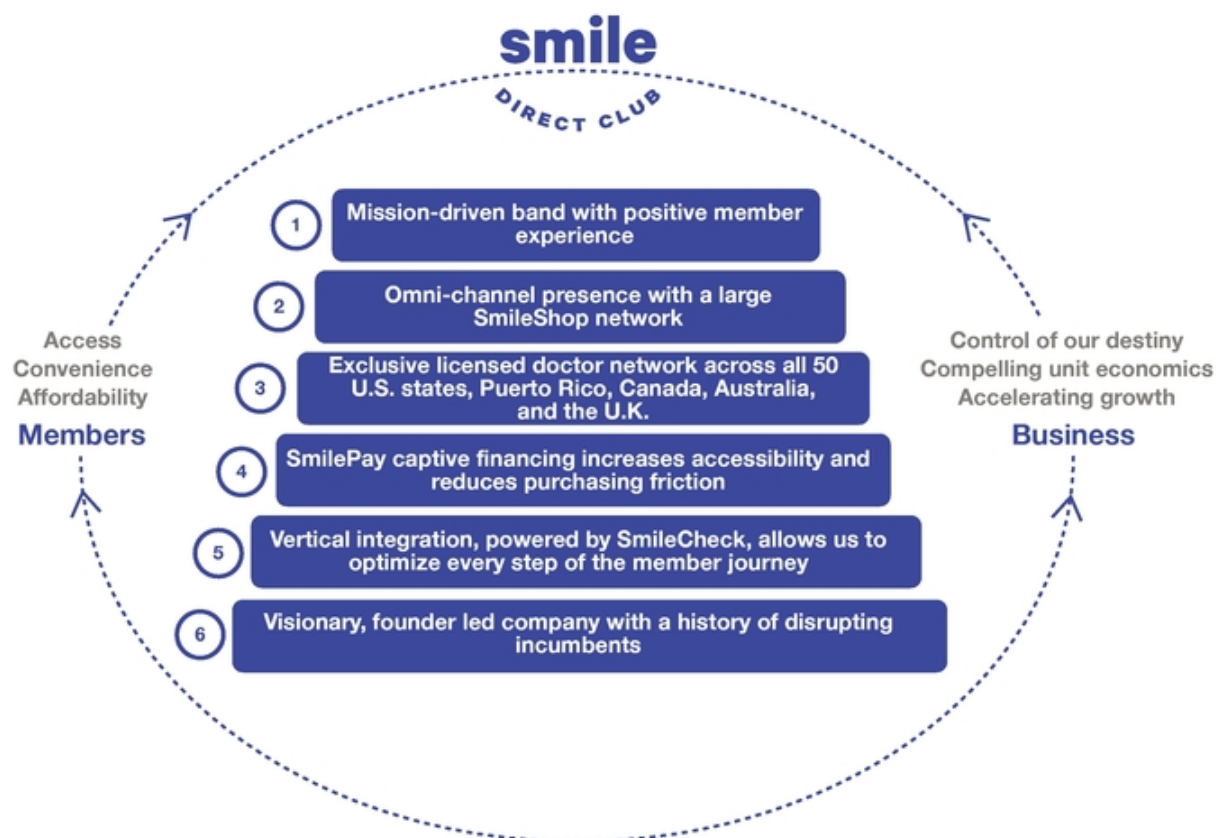 smile
DIRECT CLUB
1
Mission-driven band with positive member
experience
2
Omni-channel presence with a large
SmileShop network
3
Exclusive licensed doctor network across all 50
U.S. states, Puerto Rico, Canada, Australia,
and the U.K.
4
SmilePay captive financing increases accessibility and
reduces purchasing friction
5
Vertical integration, powered by SmileCheck, allows us to
optimize every step of the member journey
6
Visionary, founder led company with a history of disrupting
incumbents
Access
Convenience
Affordability
Members
Control of our destiny
Compelling unit economics
Accelerating growth
Business